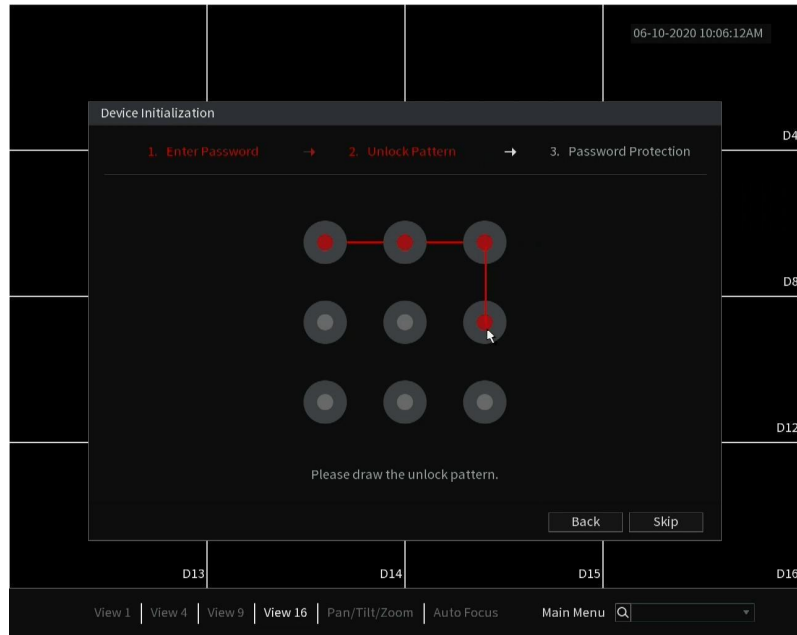 06-10-2020 10:06:12AM
Device Initialization
D4
1. Enter Password → 2. Unlock Pattern → 3. Password Protection
D8
D12
Please draw the unlock pattern.
Back Skip
D13 D14 D15 D16
View 1 View 4 View 9 View 16 Pan/Tilt/Zoom Auto Focus Main Menu